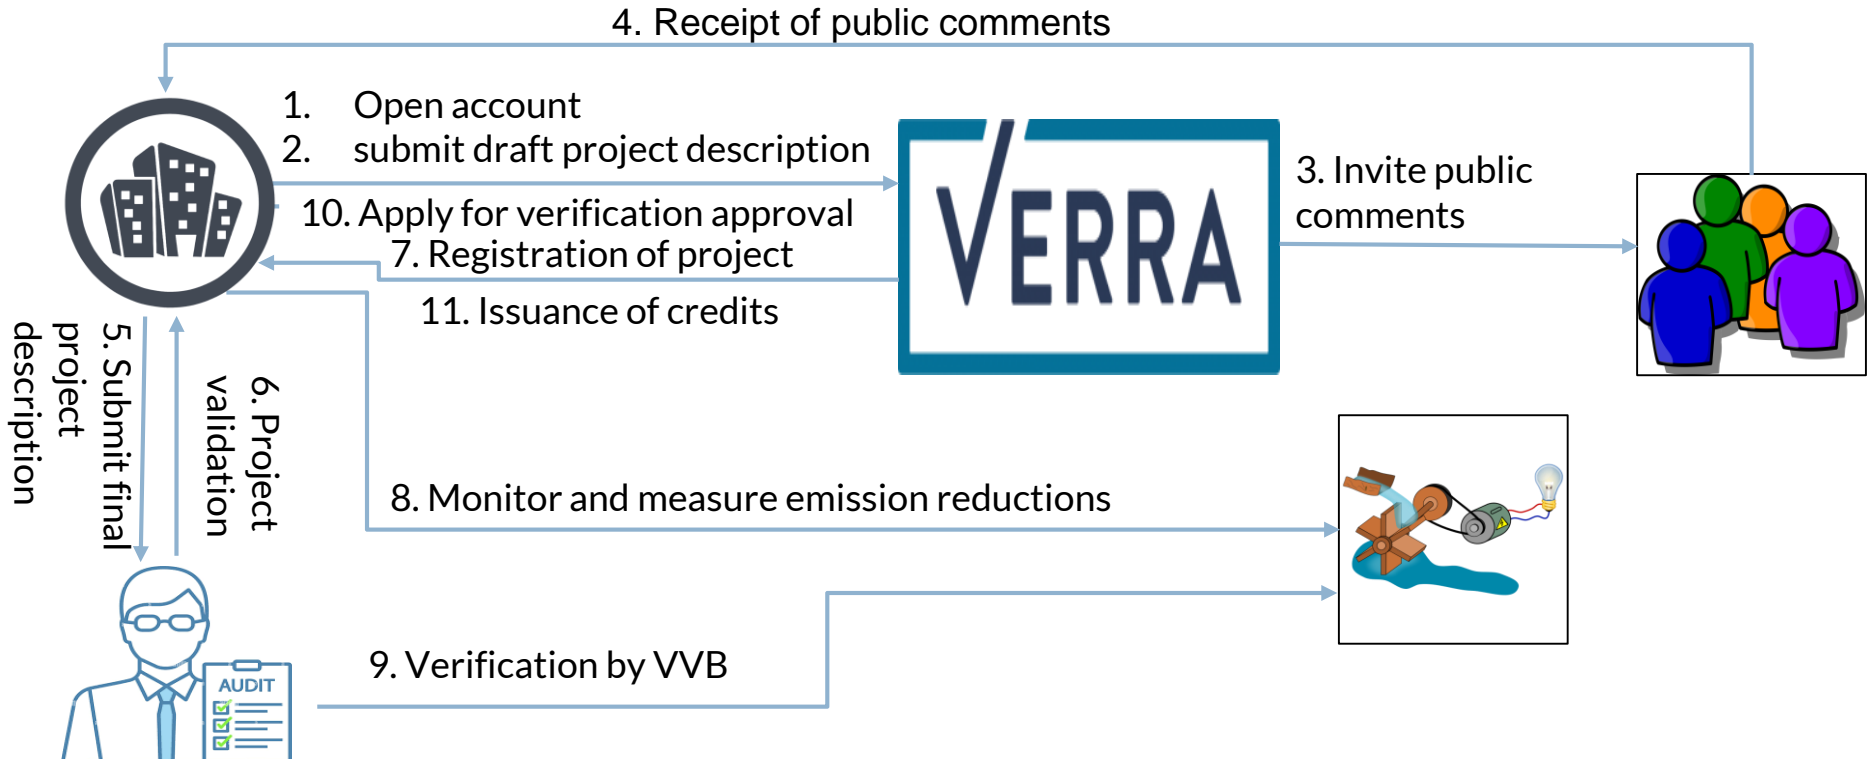 4. Receipt of public comments
1. Open account
2. submit draft project description
10. Apply for verification approval
7. Registration of project
11. Issuance of credits
VERRA
3. Invite public
comments
5. Submit final
project
description
6. Project
validation
8. Monitor and measure emission reductions
9. Verification by VVB
AUDIT